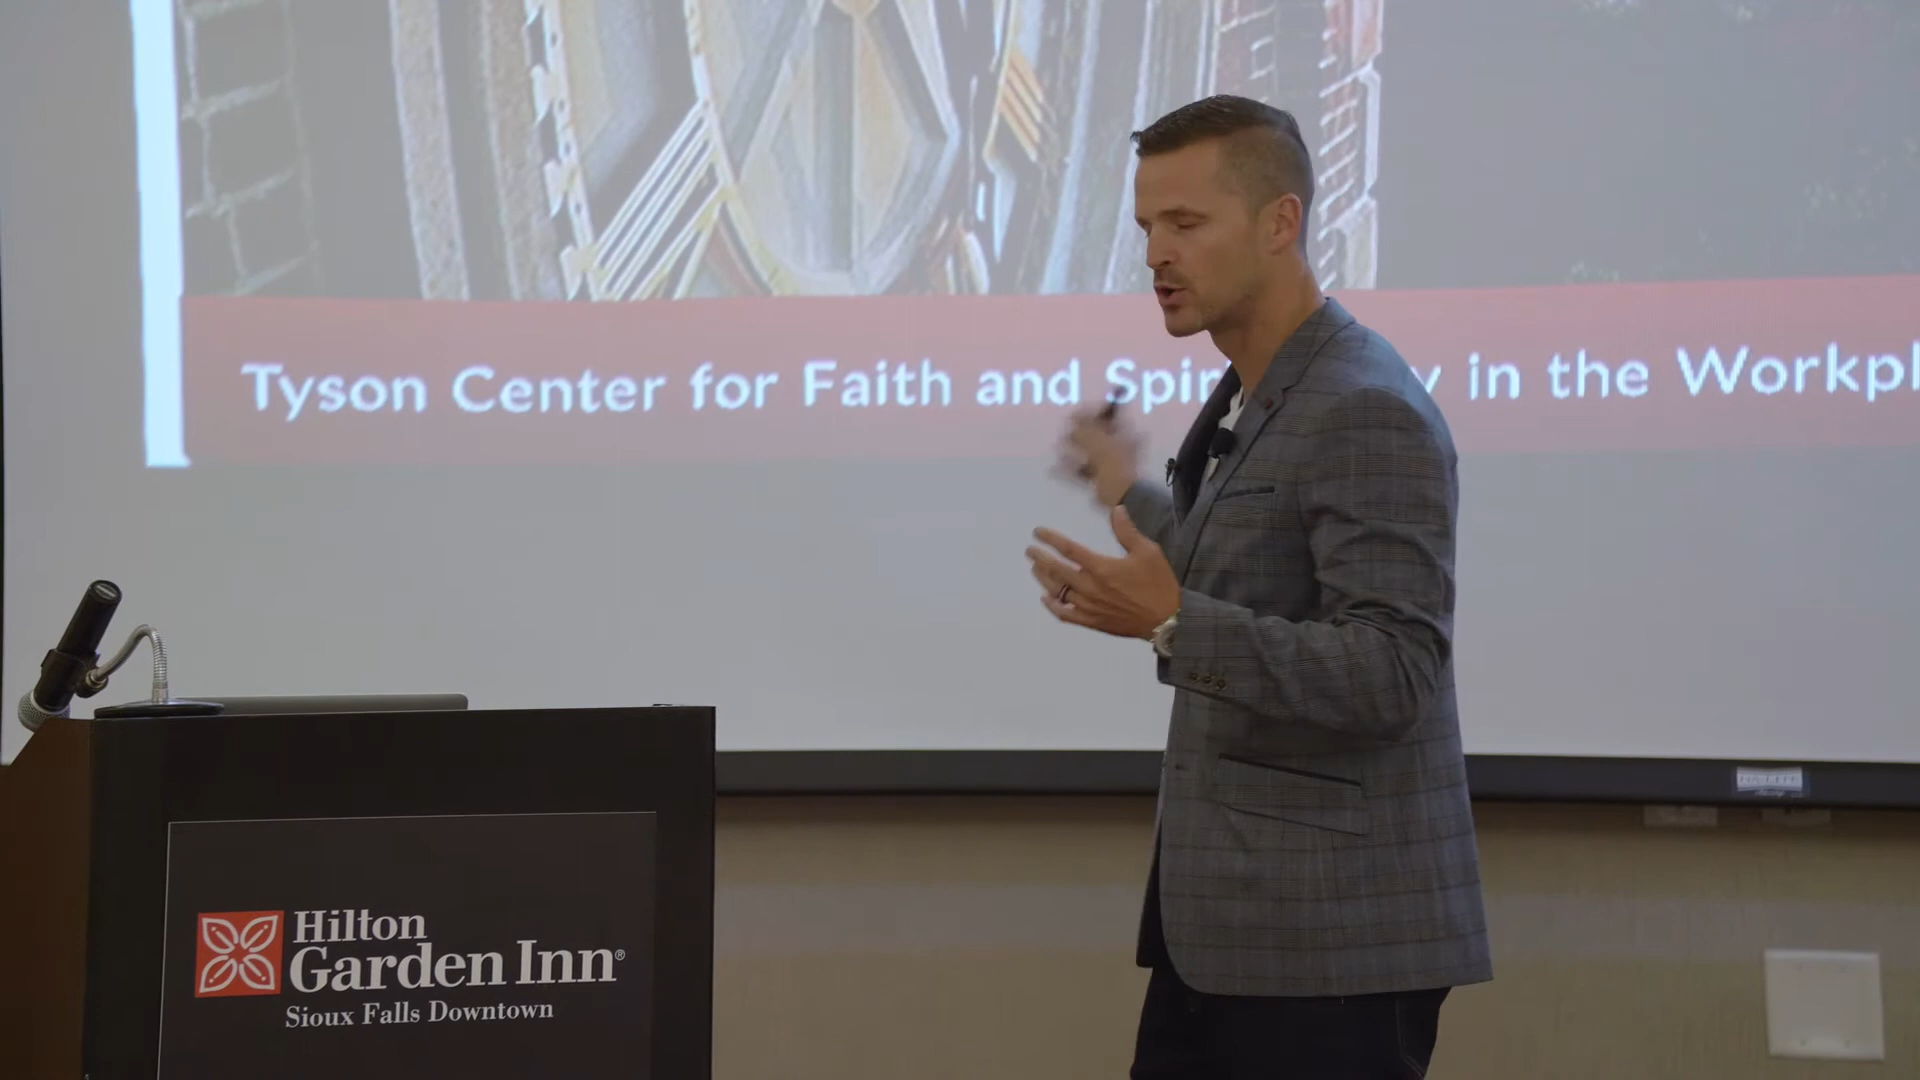 Tyson Center for Faith and Spir y in the Workpl
Hilton
Garden Inn®
Sioux Falls Downtown